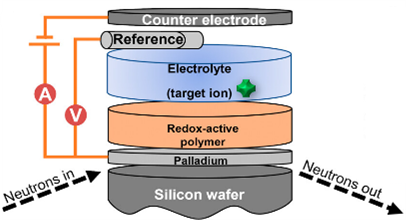 Counter electrode
Reference
Electrolyte
(target ion)
A
V
Redox-active
polymer
Palladium
Neutrons in
Neutrons out
Silicon wafer